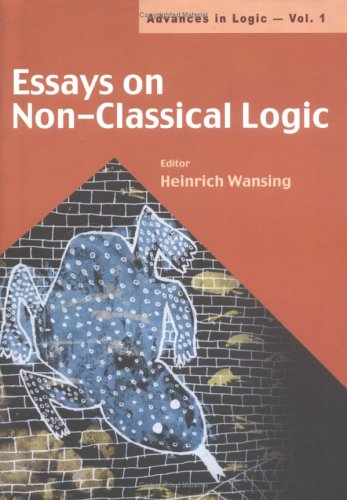 Advances in Logic — Vol. 1
Essays on
Non-Classical Logic
Editor
Heinrich Wansing